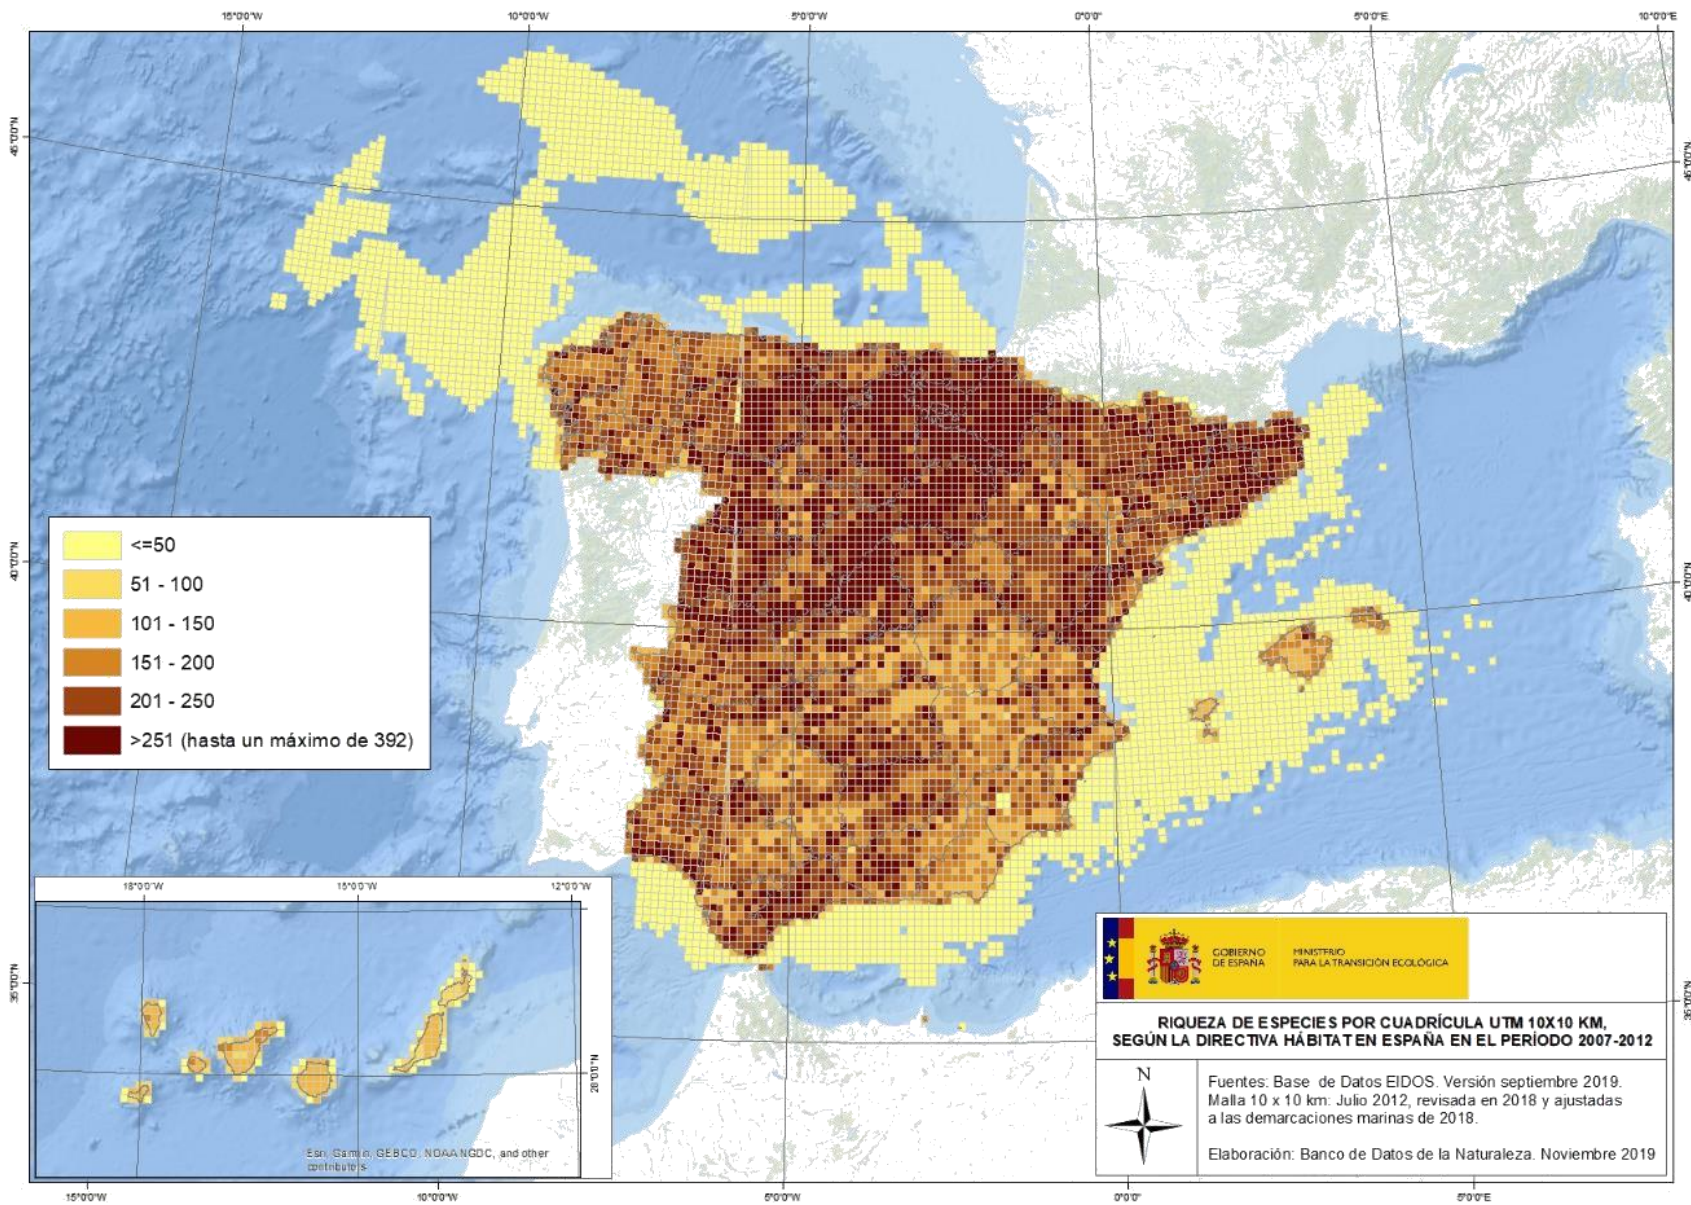 15°0'0"W 10°0'0"W 5°0'0"W 0°0'0" 5°0'0"E 10°0'0"E
45°0'0"N 45°0'0"N
<=50
51 - 100
101 - 150
151 - 200
201 - 250
>251 (hasta un máximo de 392)
40°0'0"N 40°0'0"N
18°0'0"W 15°0'0"W 12°0'0"W
28°0'0"N
Esri, Garmin, GEBCO, NOAA NGDC, and other
contributors
35°0'0"N 35°0'0"N
GOBIERNO
DE ESPAÑA
MINISTERIO
PARA LA TRANSICIÓN ECOLÓGICA
RIQUEZA DE ESPECIES POR CUADRÍCULA UTM 10X10 KM,
SEGÚN LA DIRECTIVA HÁBITAT EN ESPAÑA EN EL PERÍODO 2007-2012
N
Fuentes: Base de Datos EIDOS. Versión septiembre 2019.
Malla 10 x 10 km: Julio 2012, revisada en 2018 y ajustadas
a las demarcaciones marinas de 2018.
Elaboración: Banco de Datos de la Naturaleza. Noviembre 2019
15°0'0"W 10°0'0"W 5°0'0"W 0°0'0" 5°0'0"E